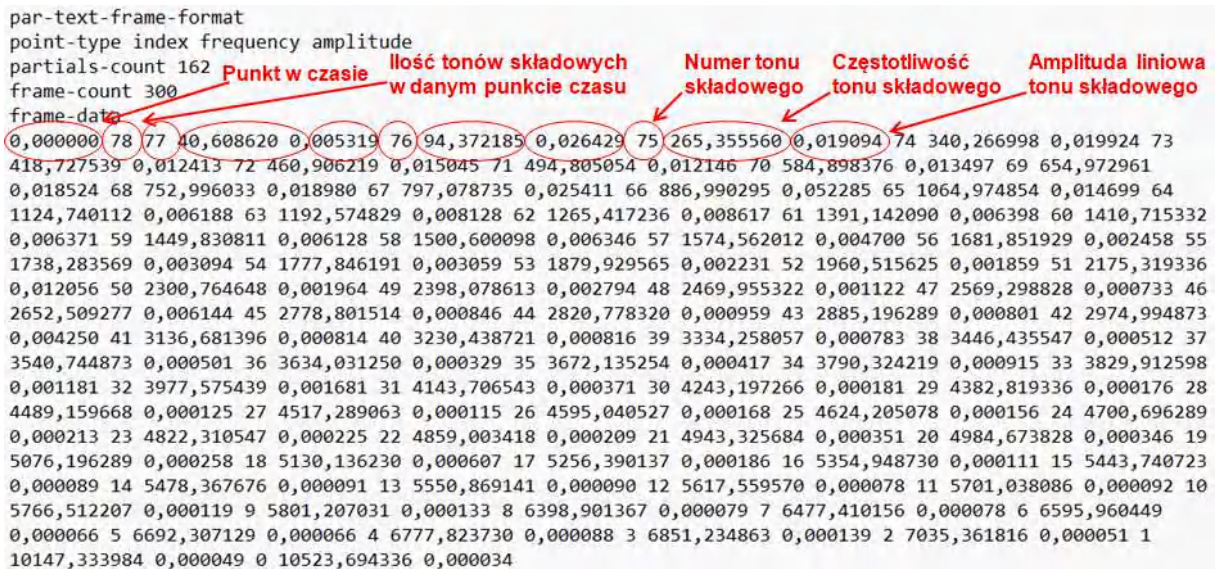 par-text-frame-format
point-type index frequency amplitude
partials-count 162
frame-count 300
frame-data
Punkt w czasie
Ilość tonów składowych
w danym punkcie czasu
Numer tonu
składowego
Częstotliwość
tonu składowego
Amplituda liniowa
tonu składowego
0,000000 78 77 40,608620 0,005319 76 94,372185 0,026429 75 265,355560 0,019094 74 340,266998 0,019924 73
418,727539 0,012413 72 460,906219 0,015045 71 494,805054 0,012146 70 584,898376 0,013497 69 654,972961
0,018524 68 752,996033 0,018980 67 797,078735 0,025411 66 886,990295 0,052285 65 1064,974854 0,014699 64
1124,740112 0,006188 63 1192,574829 0,008128 62 1265,417236 0,008617 61 1391,142090 0,006398 60 1410,715332
0,006371 59 1449,830811 0,006128 58 1500,600098 0,006346 57 1574,562012 0,004700 56 1681,851929 0,002458 55
1738,283569 0,003094 54 1777,846191 0,003059 53 1879,929565 0,002231 52 1960,515625 0,001859 51 2175,319336
0,012056 50 2300,764648 0,001964 49 2398,078613 0,002794 48 2469,955322 0,001122 47 2569,298828 0,000733 46
2652,509277 0,006144 45 2778,801514 0,000846 44 2820,778320 0,000959 43 2885,196289 0,000801 42 2974,994873
0,004250 41 3136,681396 0,000814 40 3230,438721 0,000816 39 3334,258057 0,000783 38 3446,435547 0,000512 37
3540,744873 0,000501 36 3634,031250 0,000329 35 3672,135254 0,000417 34 3790,324219 0,000915 33 3829,912598
0,001181 32 3977,575439 0,001681 31 4143,706543 0,000371 30 4243,197266 0,000181 29 4382,819336 0,000176 28
4489,159668 0,000125 27 4517,289063 0,000115 26 4595,040527 0,000168 25 4624,205078 0,000156 24 4700,696289
0,000213 23 4822,310547 0,000225 22 4859,003418 0,000209 21 4943,325684 0,000351 20 4984,673828 0,000346 19
5076,196289 0,000258 18 5130,136230 0,000607 17 5256,390137 0,000186 16 5354,948730 0,000111 15 5443,740723
0,000089 14 5478,367676 0,000091 13 5550,869141 0,000090 12 5617,559570 0,000078 11 5701,038086 0,000092 10
5766,512207 0,000119 9 5801,207031 0,000133 8 6398,901367 0,000079 7 6477,410156 0,000078 6 6595,960449
0,000066 5 6692,307129 0,000066 4 6777,823730 0,000088 3 6851,234863 0,000139 2 7035,361816 0,000051 1
10147,333984 0,000049 0 10523,694336 0,000034